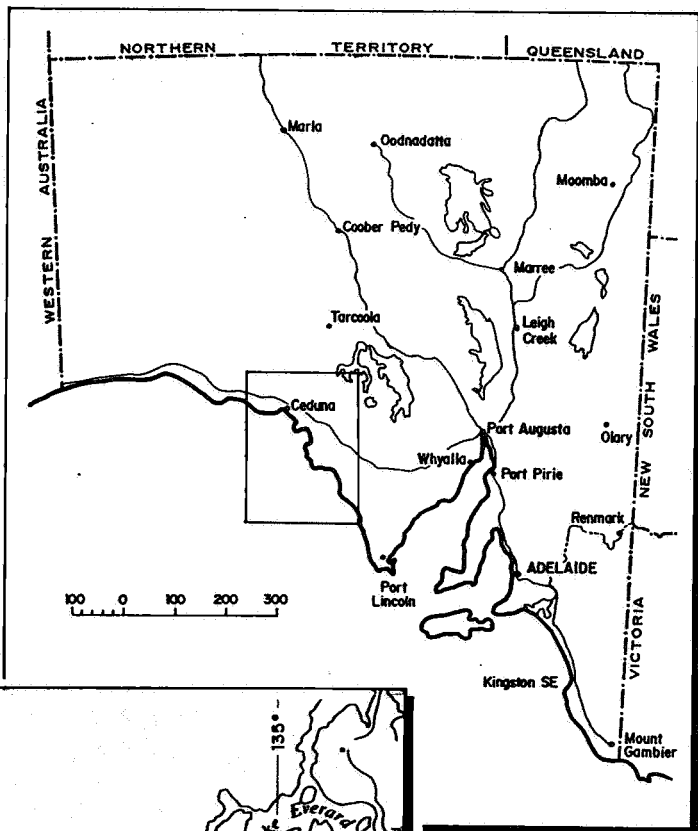 NORTHERN TERRITORY QUEENSLAND
WESTERN AUSTRALIA
Marla
Oodnadatta
Moomba
Coober Pedy
Marree
Tarcoola
Leigh
Creek
NEW SOUTH WALES
Ceduna
Port Augusta
Olary
Whyalla
Port Pirie
Renmark
ADELAIDE
Port
Lincoln
100 0 100 200 300
VICTORIA
Kingston SE
Mount
Gambier
135°
Everard